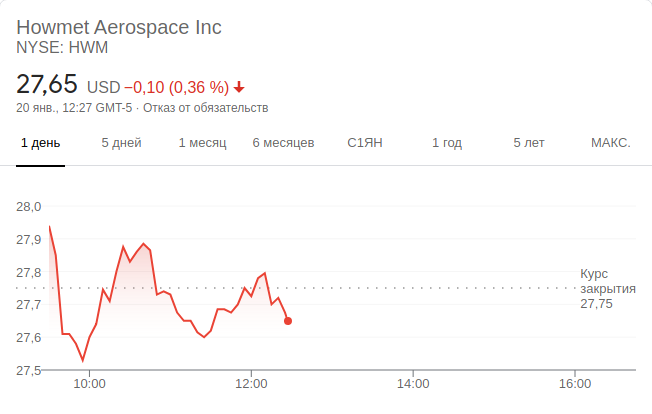 Howmet Aerospace Inc
NYSE: HWM
27,65 USD −0,10 (0,36 %)
20 янв., 12:27 GMT-5 · Отказ от обязательств
1 день 5 дней 1 месяц 6 месяцев С1ЯН 1 год 5 лет МАКС.
28,0
27,9
27,8
27,7
27,6
27,5
Курс
закрытия
27,75
10:00 12:00 14:00 16:00